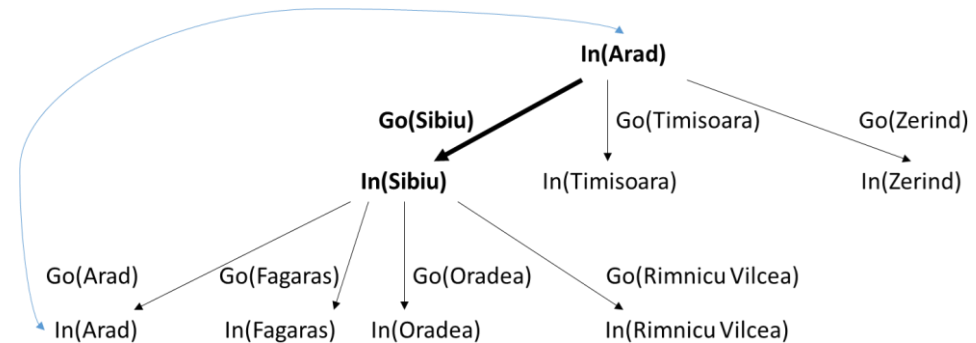 In(Arad)
Go(Sibiu)
Go(Timisoara)
Go(Zerind)
In(Sibiu)
In(Timisoara)
In(Zerind)
Go(Arad)
Go(Fagaras)
Go(Oradea)
Go(Rimnicu Vilcea)
In(Arad)
In(Fagaras)
In(Oradea)
In(Rimnicu Vilcea)